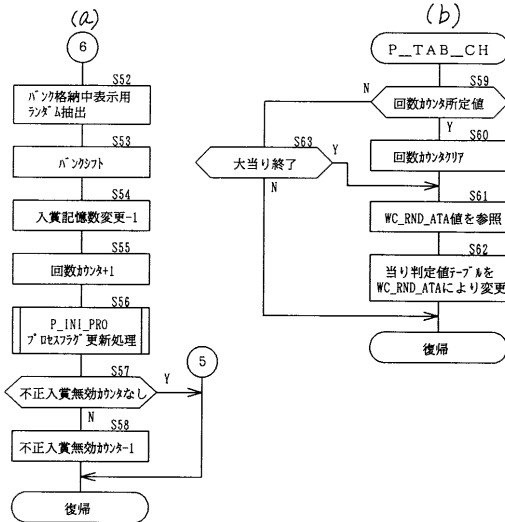 (a)
6
S52
バンク格納中表示用
ランダム抽出
S53
バンクシフト
S54
入賞記憶数変更-1
S55
回数カウンタ+1
S56
P_INI_PRO
プロセスフラグ更新処理
5
S57
不正入賞無効カウンタなし
Y
N
S58
不正入賞無効カウンター1
復帰
(b)
P__TAB__CH
S59
N
回数カウンタ所定値
Y
S60
回数カウンタクリア
S63
大当り終了
Y
N
S61
WC_RND_ATA値を参照
S62
当り判定値テーブルを
WC_RND_ATAにより変更
復帰